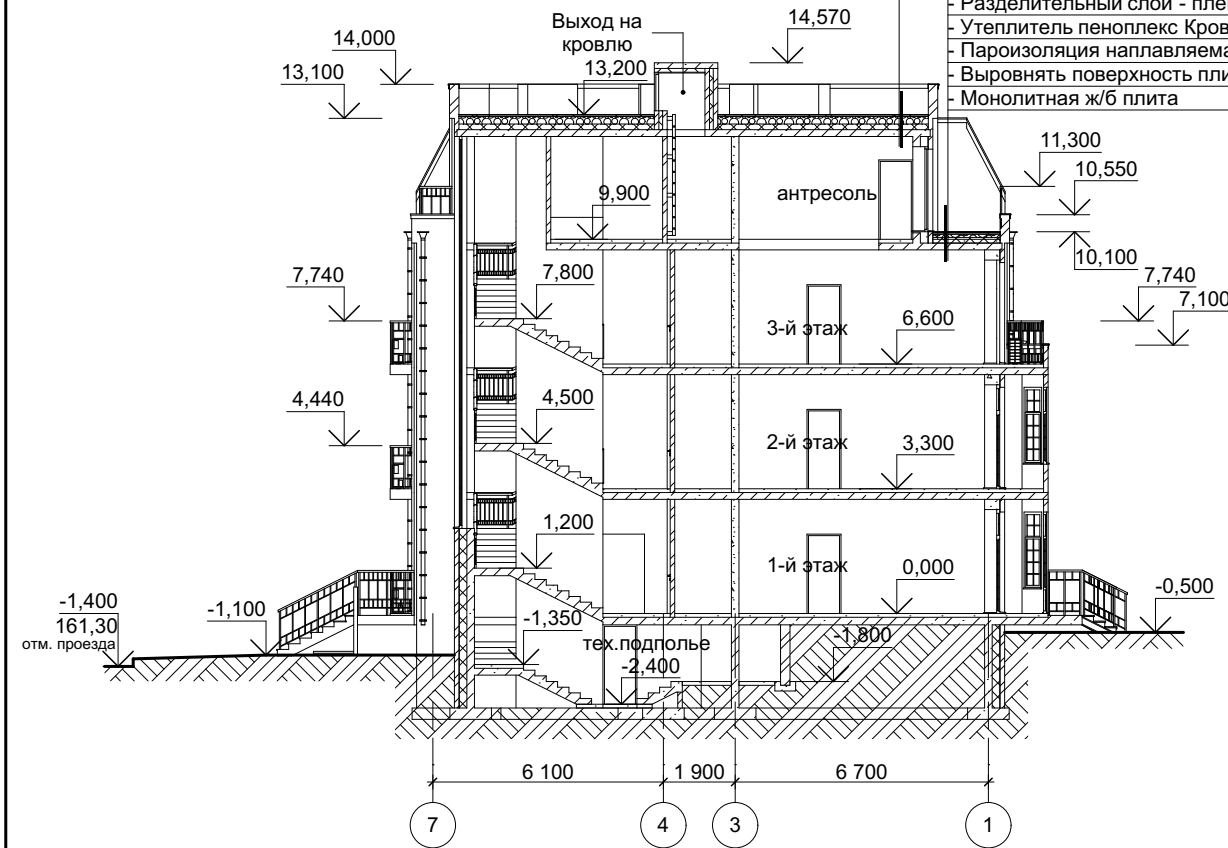 - Разделительный слой -
- Утеплитель пеноплекс
- Пароизоляция
- Выровнять поверхность
- Монолитная ж/б плита
Выход на
кровлю
14,570
14,000
13,100
13,200
11,300
10,550
9,900
антресоль
10,100
7,740
7,800
7,740
7,100
3-й этаж
6,600
4,440
4,500
2-й этаж
3,300
1,200
1-й этаж
0,000
-1,400
161,30
отм. проезда
-1,100
-1,350
тех.подполье
-2,400
-1,800
-0,500
6 100
1 900
6 700
7
4
3
1